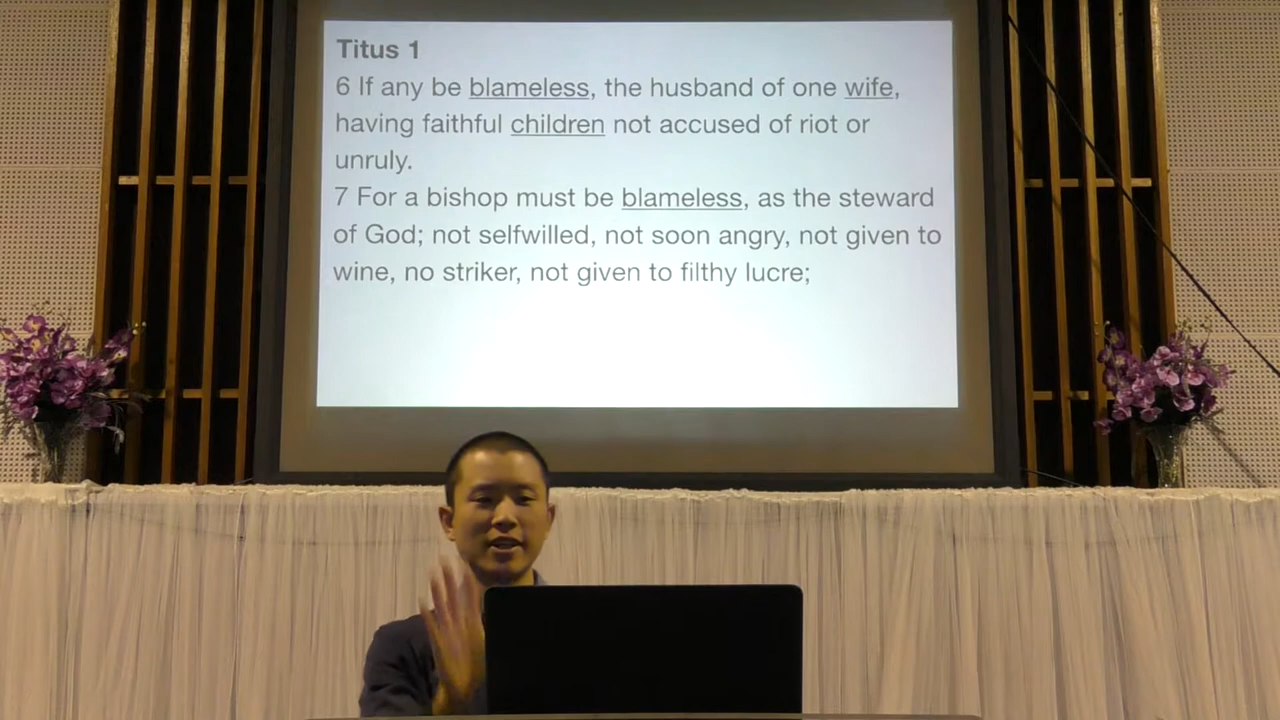 Titus 1
6 If any be blameless, the husband of one wife,
having faithful children not accused of riot or
unruly.
7 For a bishop must be blameless, as the steward
of God; not selfwilled, not soon angry, not given to
wine, no striker, not given to filthy lucre;